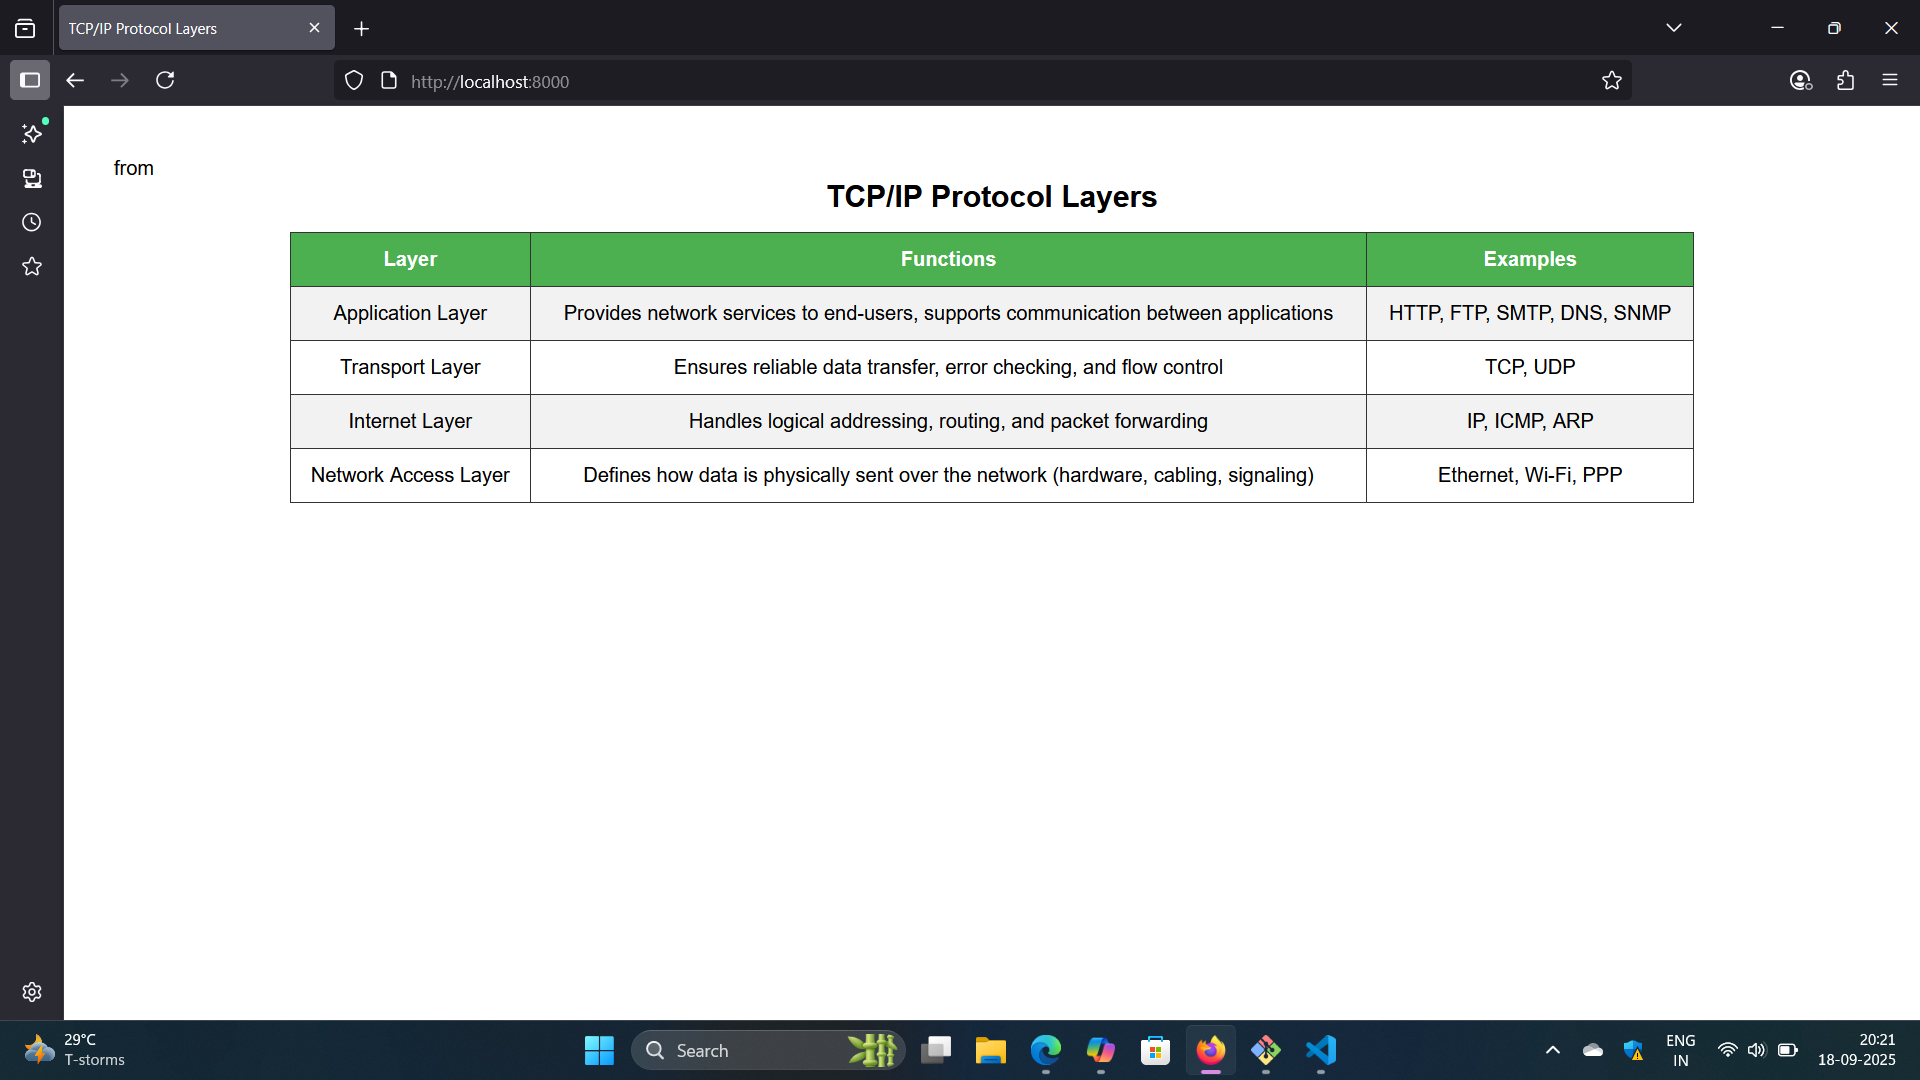 TCP/IP Protocol Layers
http://localhost:8000
from
TCP/IP Protocol Layers
Layer Functions Examples
Application Layer Provides network services to end-users, supports communication between applications HTTP, FTP, SMTP, DNS, SNMP
Transport Layer Ensures reliable data transfer, error checking, and flow control TCP, UDP
Internet Layer Handles logical addressing, routing, and packet forwarding IP, ICMP, ARP
Network Access Layer Defines how data is physically sent over the network (hardware, cabling, signaling) Ethernet, Wi-Fi, PPP
29°C
T-storms
Search
ENG
IN
20:21
18-09-2025